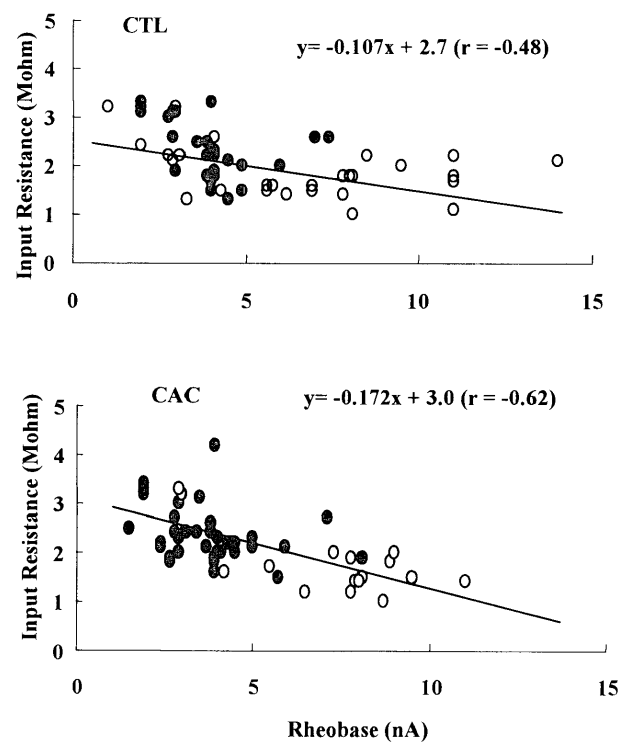 CTL
y= -0.107x + 2.7 (r = -0.48)
Input Resistance (Mohm)
5
4
3
2
1
0
0 5 10 15
CAC
y= -0.172x + 3.0 (r = -0.62)
Input Resistance (Mohm)
5
4
3
2
1
0
0 5 10 15
Rheobase (nA)